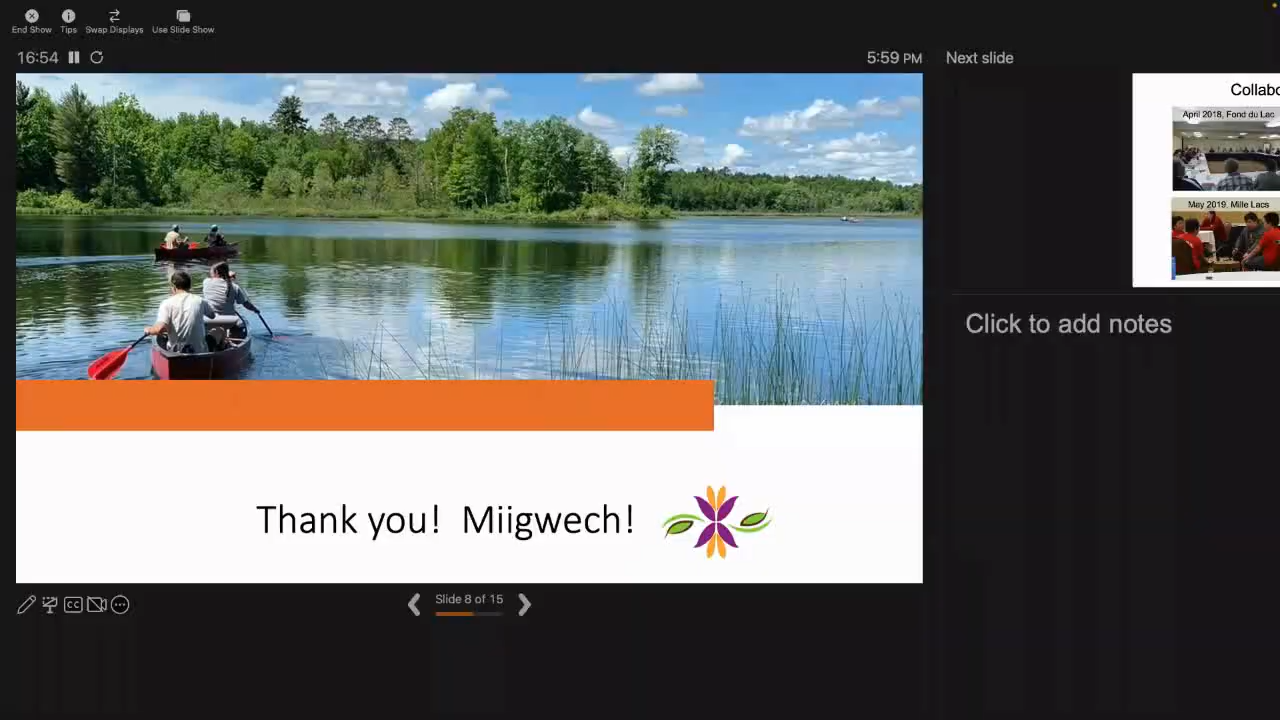 End Show
Tips
Swap Displays
Use Slide Show
16:54
5:59 PM
Next slide
Collabo
April 2018, Fond du Lac
May 2019, Mille Lacs
Click to add notes
Thank you!  Miigwech!
CC
Slide 8 of 15